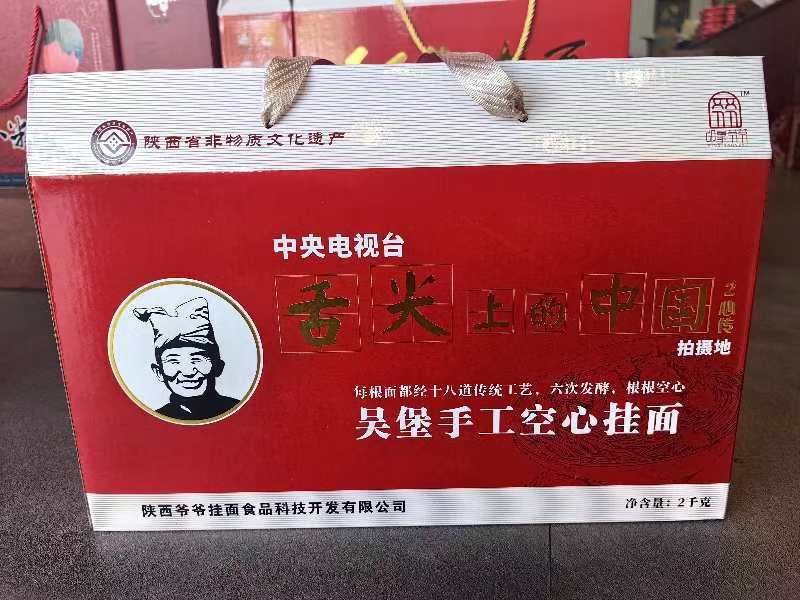 陕西省非物质文化遗产
TM
中央电视台
舌尖上的中国
2心传
拍摄地
每根面都经十八道传统工艺，六次发酵，根根空心
吴堡手工空心挂面
陕西爷爷挂面食品科技开发有限公司
净含量：2千克